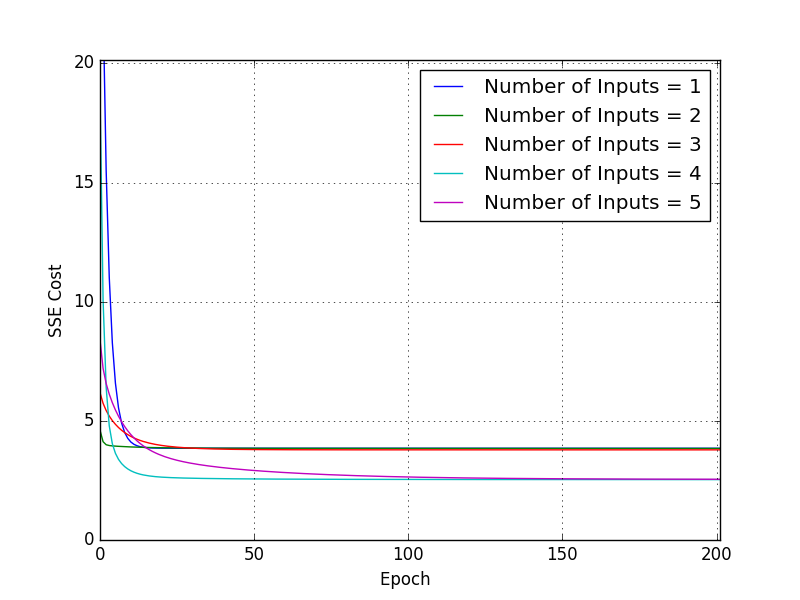 20
15
10
5
0
SSE Cost
Number of Inputs = 1
Number of Inputs = 2
Number of Inputs = 3
Number of Inputs = 4
Number of Inputs = 5
0 50 100 150 200
Epoch